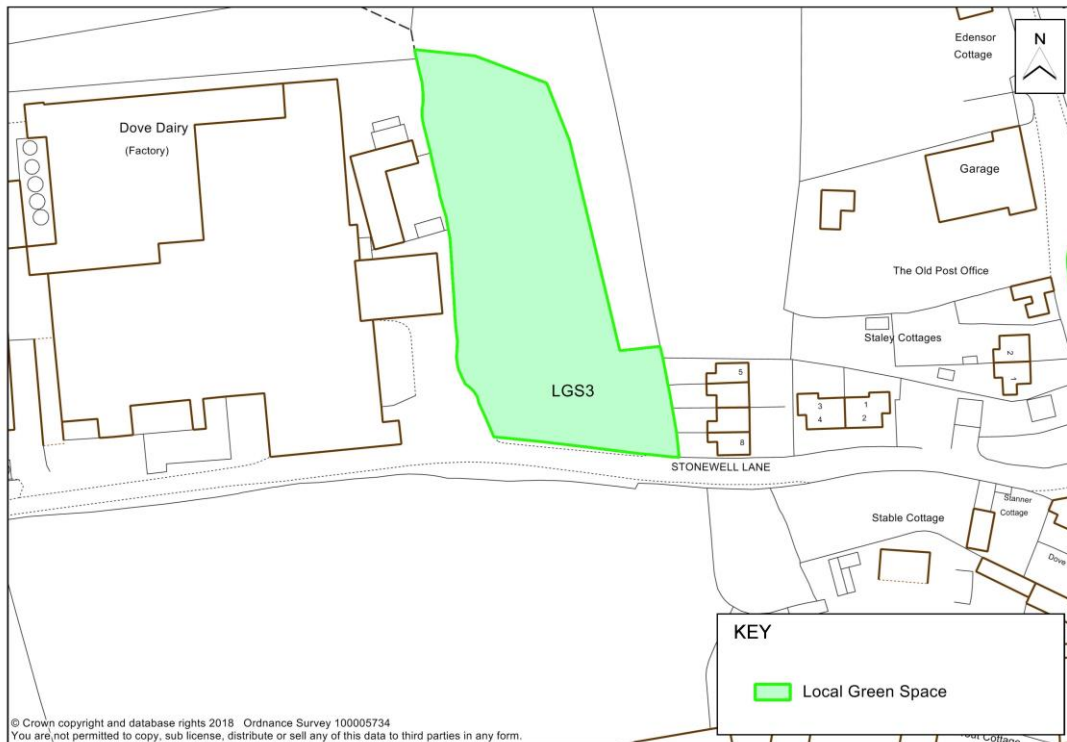 Edensor
Cottage
N
Dove Dairy
(Factory)
Garage
The Old Post Office
Staley Cottages
2
1
LGS3
5
3
1
4
2
8
STONEWELL LANE
Stable Cottage
Stanner
Cottage
Dove
KEY
Local Green Space
© Crown copyright and database rights 2018 Ordnance Survey 100005734
You are not permitted to copy, sub license, distribute or sell any of this data to third parties in any form.
Cottage